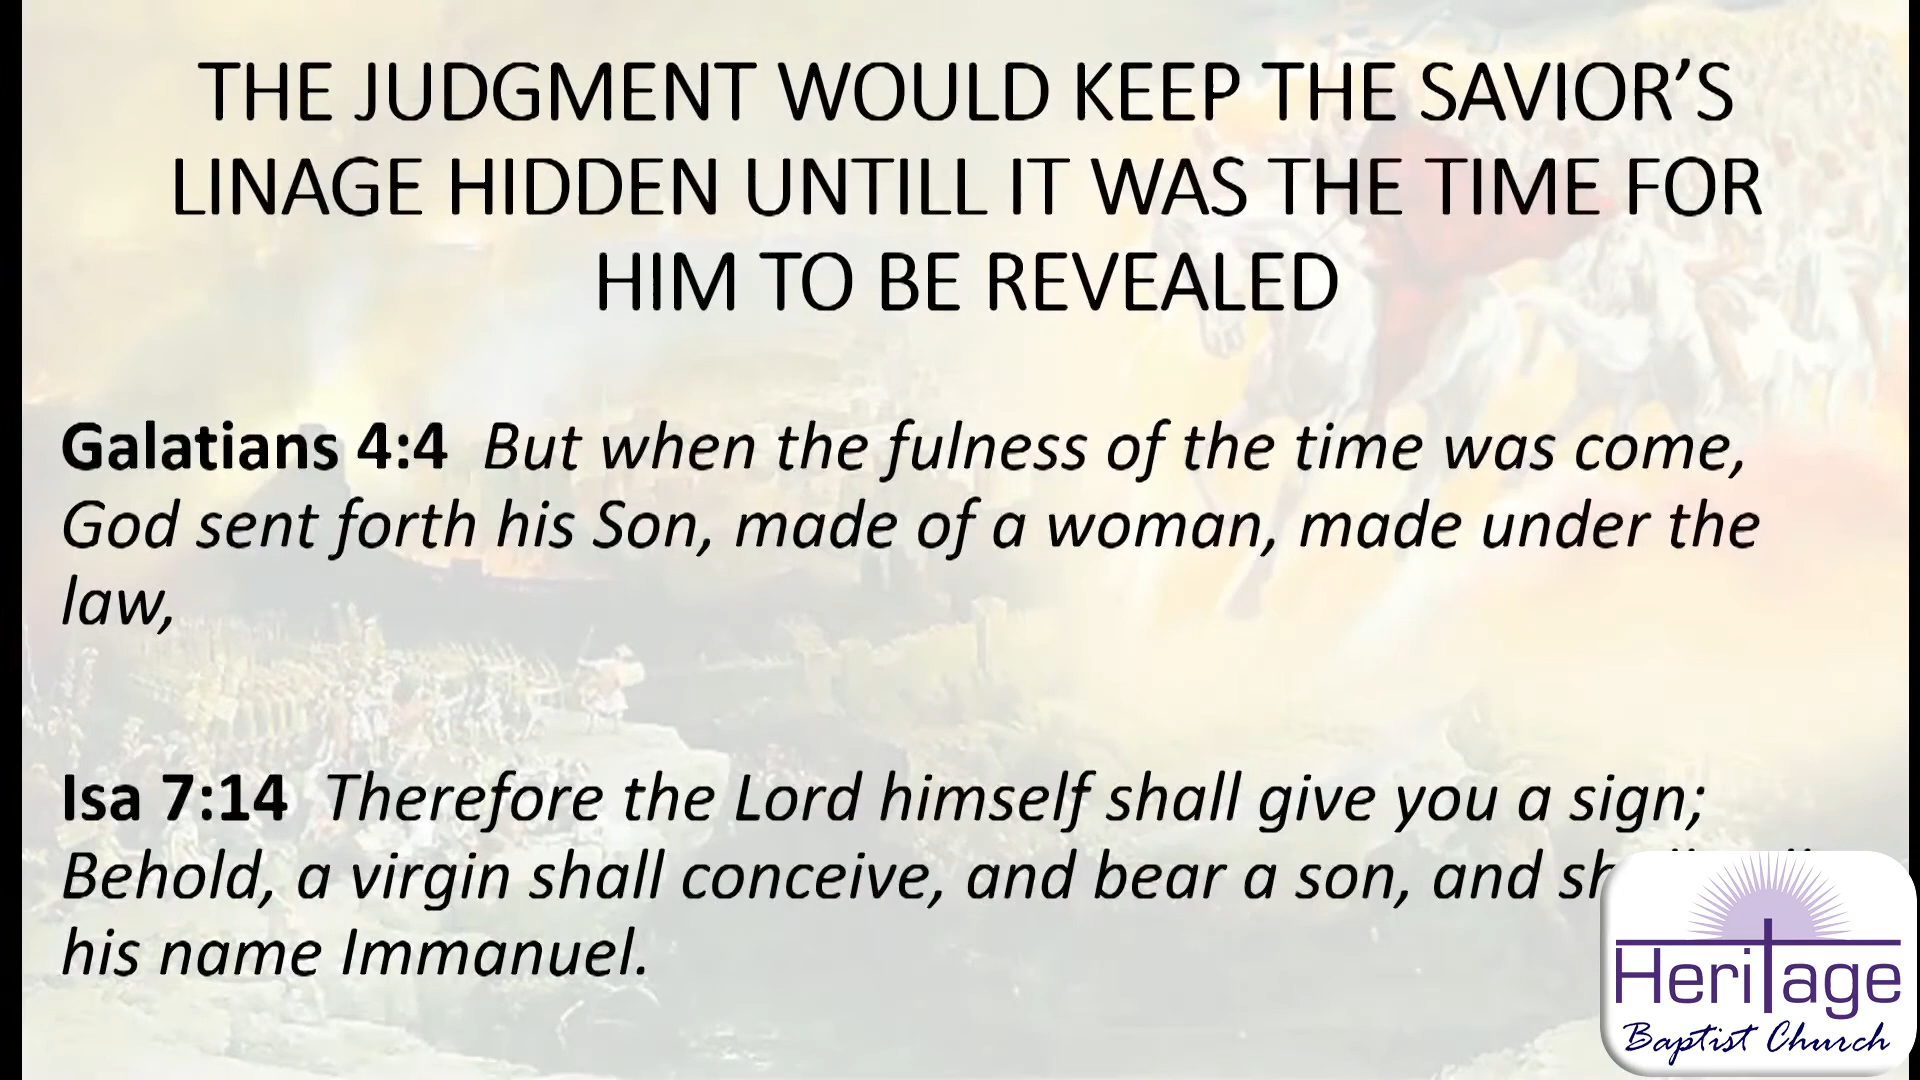 THE JUDGMENT WOULD KEEP THE SAVIOR’S
LINAGE HIDDEN UNTILL IT WAS THE TIME FOR
HIM TO BE REVEALED
Galatians 4:4 But when the fulness of the time was come,
God sent forth his Son, made of a woman, made under the
law,
Isa 7:14 Therefore the Lord himself shall give you a sign;
Behold, a virgin shall conceive, and bear a son, and
his name Immanuel.
Heritage
Baptist Church